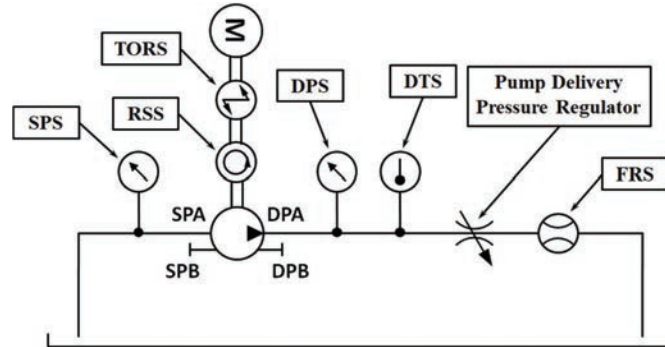 M
TORS
DPS
DTS
Pump Delivery
Pressure Regulator
SPS
RSS
FRS
SPA
DPA
SPB
DPB